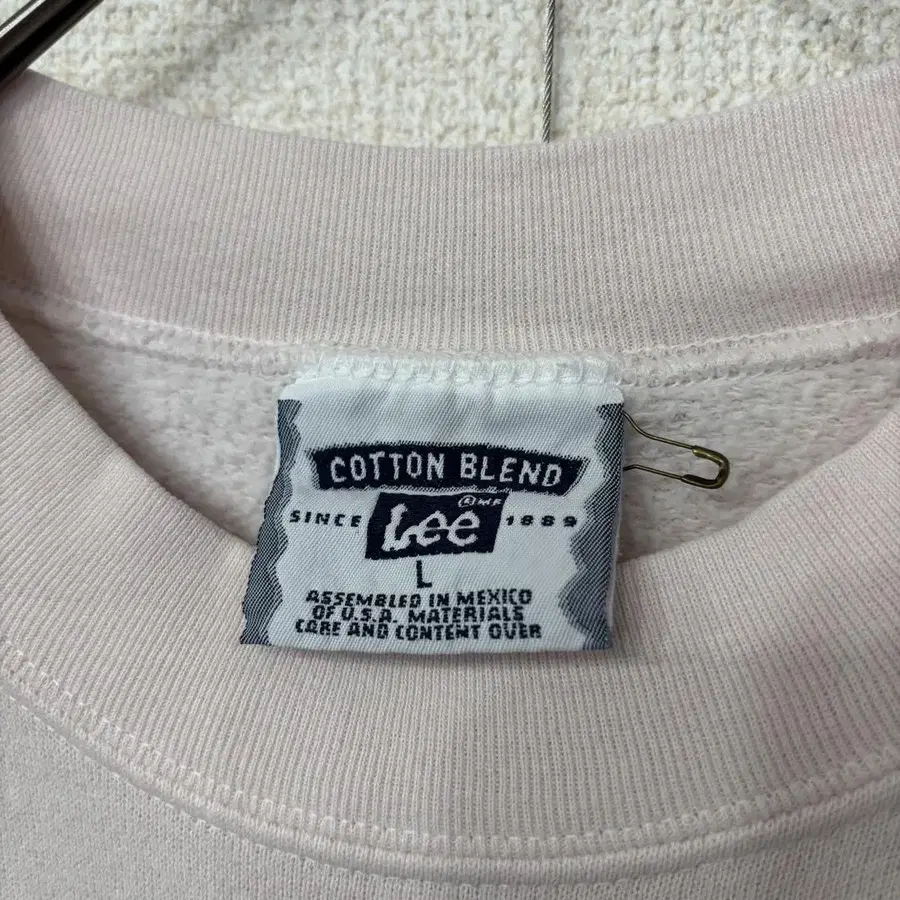 COTTON BLEND
SINCE Lee 1889
L
ASSEMBLED IN MEXICO
OF U.S.A. MATERIALS
CARE AND CONTENT OVER